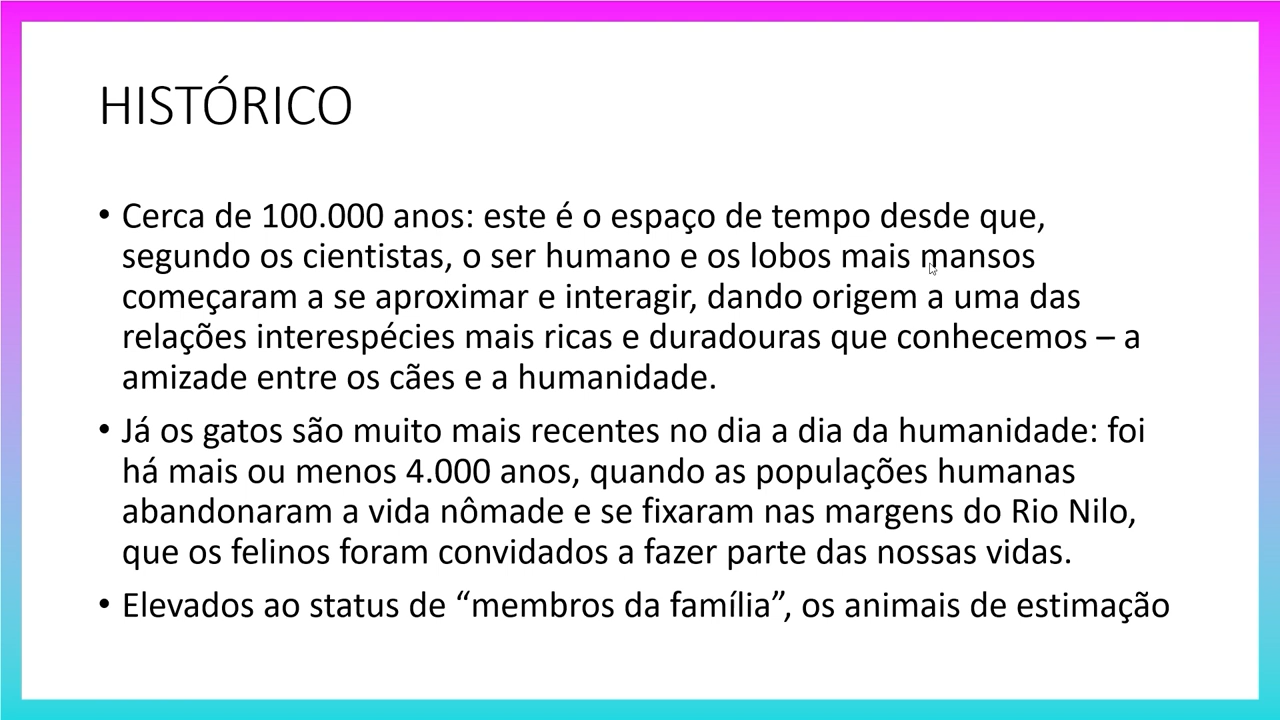 HISTÓRICO
• Cerca de 100.000 anos: este é o espaço de tempo desde que,
segundo os cientistas, o ser humano e os lobos mais mansos
começaram a se aproximar e interagir, dando origem a uma das
relações interespécies mais ricas e duradouras que conhecemos – a
amizade entre os cães e a humanidade.
• Já os gatos são muito mais recentes no dia a dia da humanidade: foi
há mais ou menos 4.000 anos, quando as populações humanas
abandonaram a vida nômade e se fixaram nas margens do Rio Nilo,
que os felinos foram convidados a fazer parte das nossas vidas.
• Elevados ao status de “membros da família”, os animais de estimação